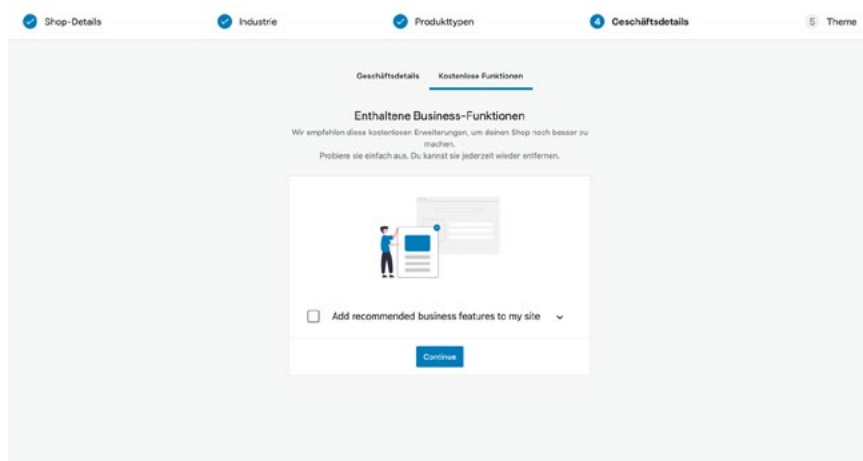 Shop-Details
Industrie
Produkttypen
4 Geschäftsdetails
5 Theme
Geschäftsdetails Kostenlose Funktionen
Enthaltene Business-Funktionen
Wir empfehlen diese kostenlosen Erweiterungen, um deinen Shop noch besser zu
machen.
Probiere sie einfach aus. Du kannst sie jederzeit wieder entfernen.
Add recommended business features to my site
Continue